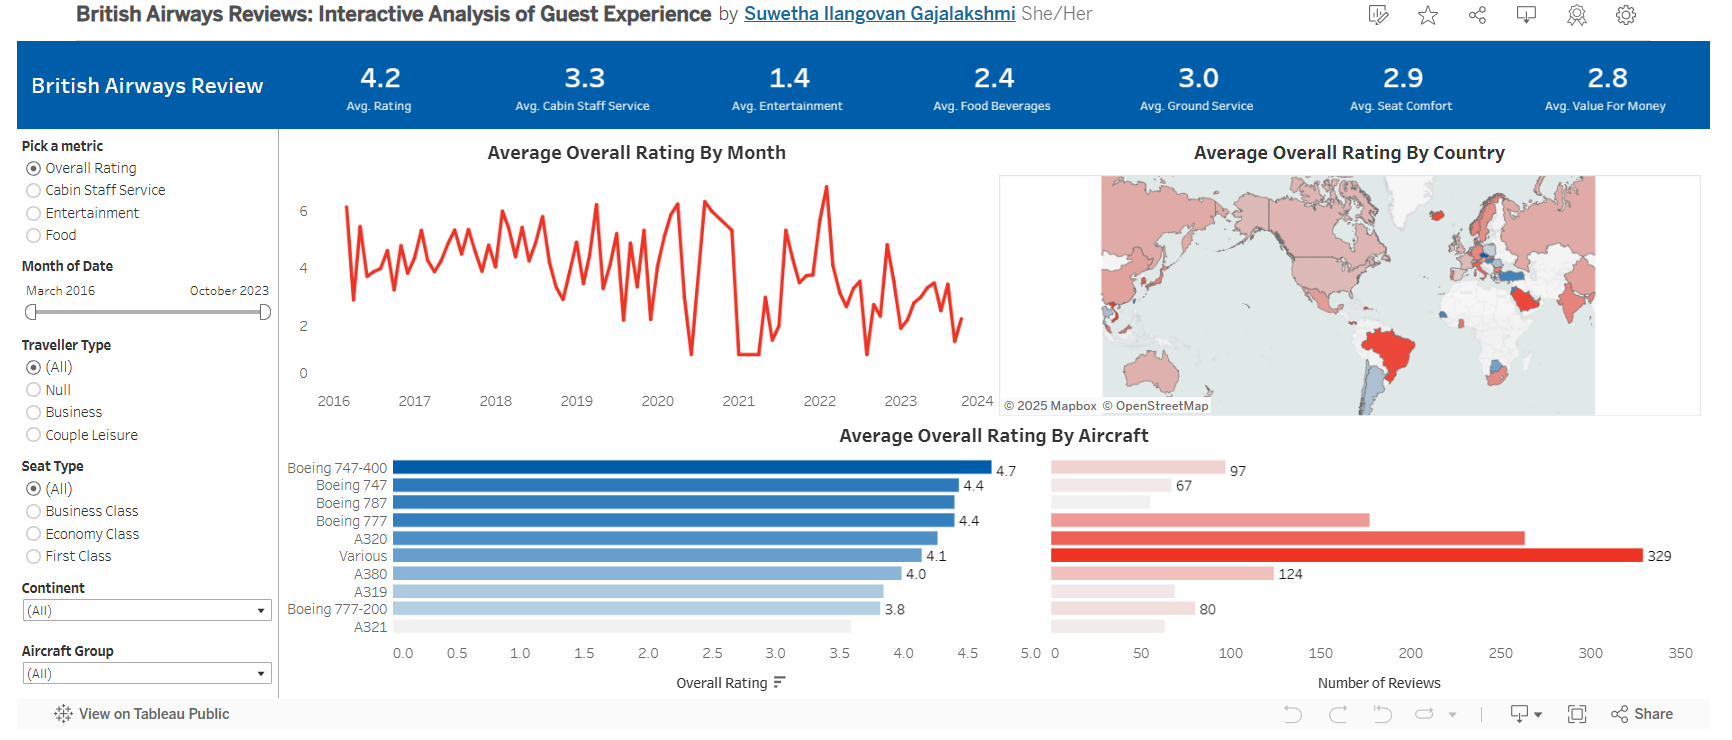 British Airways Reviews: Interactive Analysis of Guest Experience by Suwetha Ilangovan Gajalakshmi She/Her
British Airways Review
4.2
Avg. Rating
3.3
Avg. Cabin Staff Service
1.4
Avg. Entertainment
2.4
Avg. Food Beverages
3.0
Avg. Ground Service
2.9
Avg. Seat Comfort
2.8
Avg. Value For Money
Pick a metric
Overall Rating
Cabin Staff Service
Entertainment
Food
Month of Date
March 2016 October 2023
Traveller Type
(All)
Null
Business
Couple Leisure
Seat Type
(All)
Business Class
Economy Class
First Class
Continent
(All)
Aircraft Group
(All)
Average Overall Rating By Month
6
4
2
0
2016 2017 2018 2019 2020 2021 2022 2023 2024
Average Overall Rating By Country
© 2025 Mapbox © OpenStreetMap
Average Overall Rating By Aircraft
Boeing 747-400 4.7 97
Boeing 747 4.4 67
Boeing 787
Boeing 777 4.4
A320
Various 4.1 329
A380 4.0 124
A319
Boeing 777-200 3.8 80
A321
0.0 0.5 1.0 1.5 2.0 2.5 3.0 3.5 4.0 4.5 5.0 0 50 100 150 200 250 300 350
Overall Rating Number of Reviews
View on Tableau Public Share